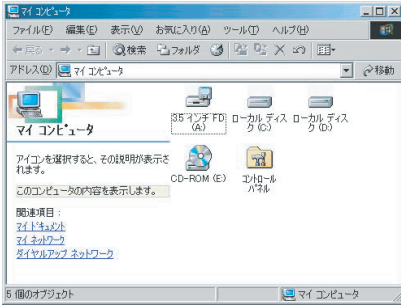 マイ コンピュータ
ファイル(F) 編集(E) 表示(V) お気に入り(A) ツール(T) ヘルプ(H)
戻る 検索 フォルダ
アドレス(D) マイ コンピュータ 移動
マイ コンピュータ
アイコンを選択すると、その説明が表示さ
れます。
このコンピュータの内容を表示します。
関連項目:
マイ ドキュメント
マイ ネットワーク
ダイヤルアップ ネットワーク
3.5 インチ FD
(A:)
ローカル ディス
ク (C:)
ローカル ディス
ク (D:)
CD-ROM (E:)
コントロール
パネル
5 個のオブジェクト マイ コンピュータ